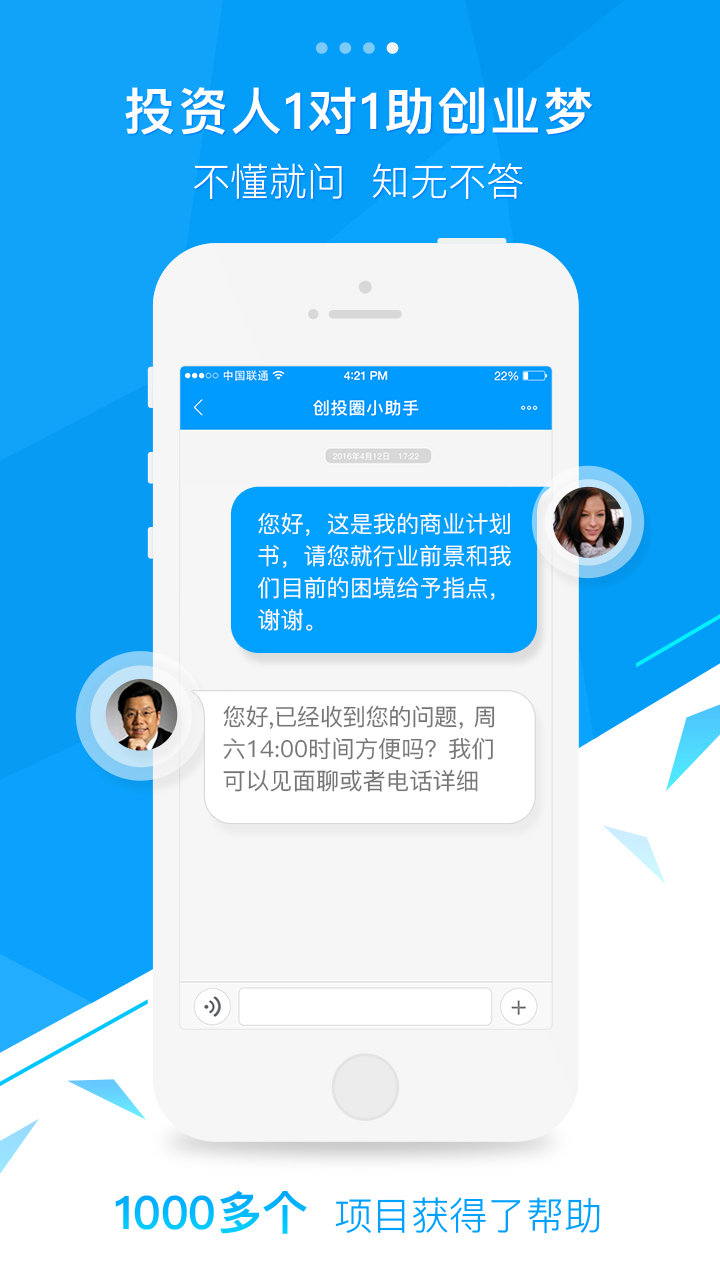 投资人1对1助创业梦
不懂就问 知无不答
中国联通 4:21 PM 22%
创投圈小助手
2016年4月12日 17:22
您好，这是我的商业计划
书，请您就行业前景和我
们目前的困境给予指点，
谢谢。
您好,已经收到您的问题，周
六14:00时间方便吗？我们
可以见面聊或者电话详细
1000多个 项目获得了帮助